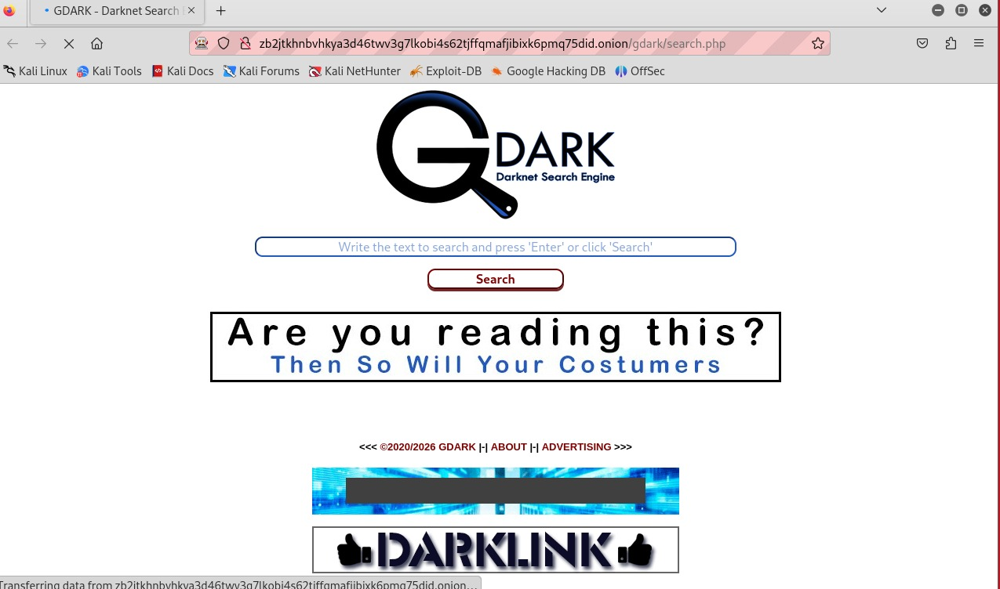 GDARK - Darknet Search
zb2jtkhnbvhkya3d46twv3g7lkobi4s62tjffqmafjibixk6pmq75did.onion/gdark/search.php
Kali Linux Kali Tools Kali Docs Kali Forums Kali NetHunter Exploit-DB Google Hacking DB OffSec
GDARK
Darknet Search Engine
Write the text to search and press 'Enter' or click 'Search'
Search
Are you reading this?
Then So Will Your Costumers
<<< ©2020/2026 GDARK |-| ABOUT |-| ADVERTISING >>>
DARKLINK
Transferring data from zb2jtkhnbvhkya3d46twv3g7lkobi4s62tjffqmafjibixk6pmq75did.onion…